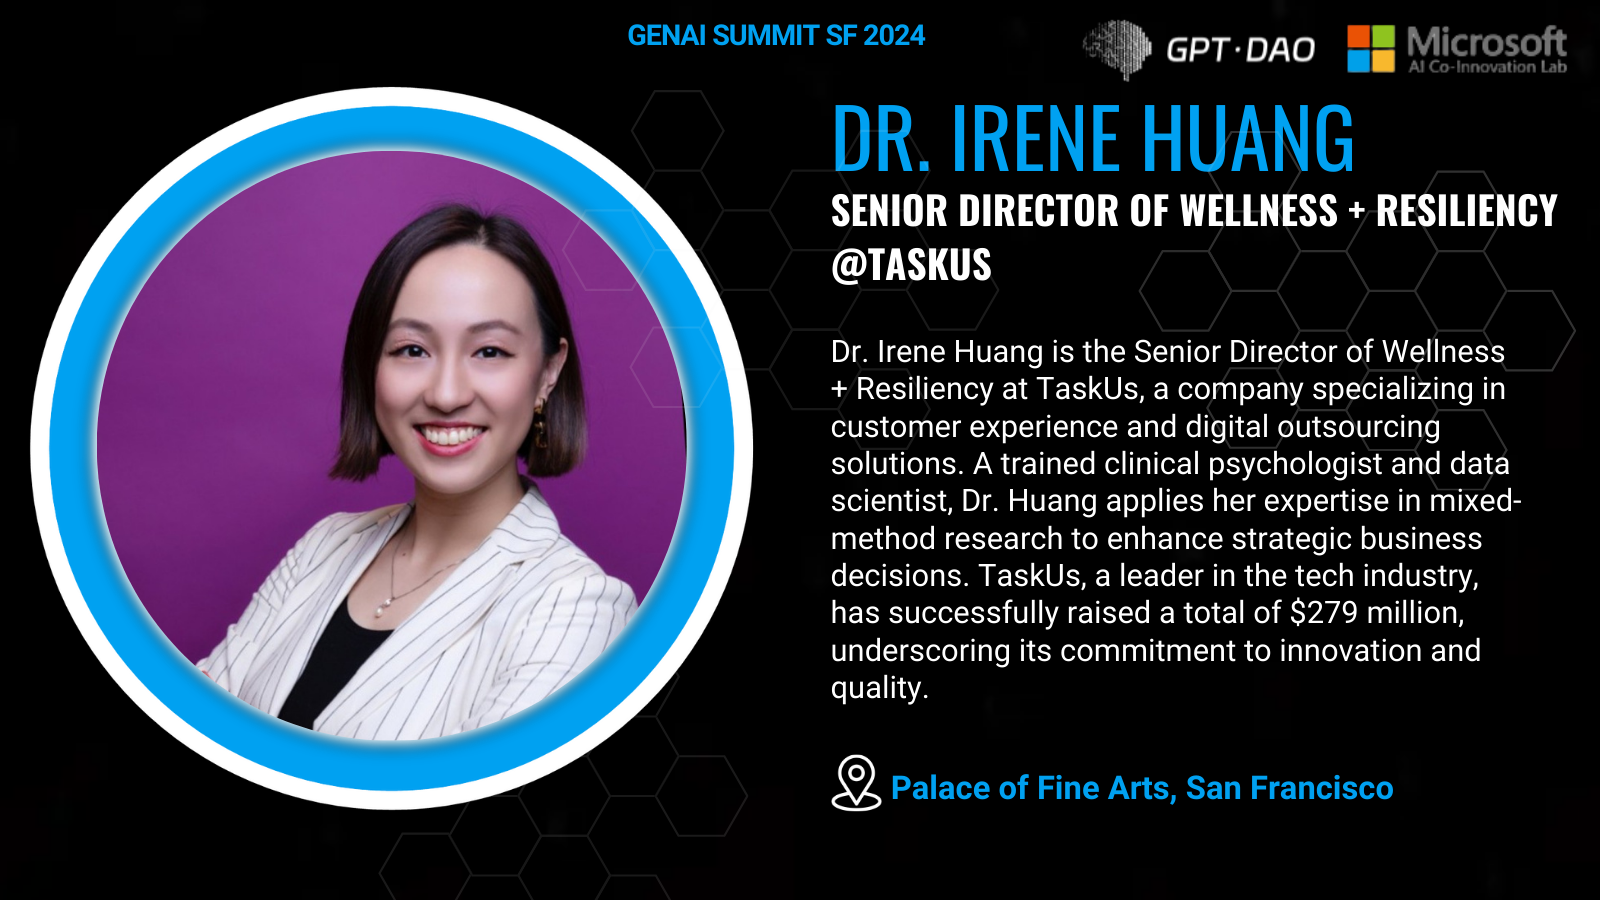 GENAI SUMMIT SF 2024
GPT·DAO
Microsoft
AI Co-Innovation Lab
DR. IRENE HUANG
SENIOR DIRECTOR OF WELLNESS + RESILIENCY
@TASKUS
Dr. Irene Huang is the Senior Director of Wellness
+ Resiliency at TaskUs, a company specializing in
customer experience and digital outsourcing
solutions. A trained clinical psychologist and data
scientist, Dr. Huang applies her expertise in mixed-
method research to enhance strategic business
decisions. TaskUs, a leader in the tech industry,
has successfully raised a total of $279 million,
underscoring its commitment to innovation and
quality.
Palace of Fine Arts, San Francisco